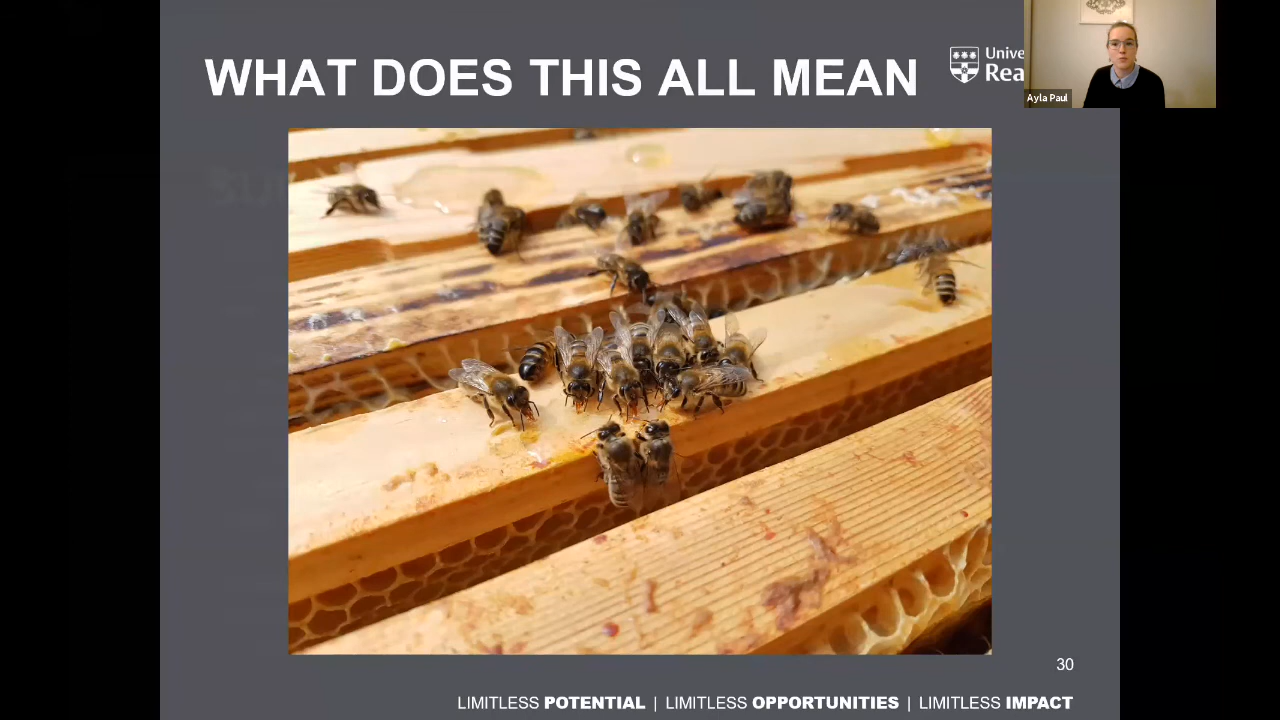 WHAT DOES THIS ALL MEAN
Ayla Paul
30
LIMITLESS POTENTIAL | LIMITLESS OPPORTUNITIES | LIMITLESS IMPACT